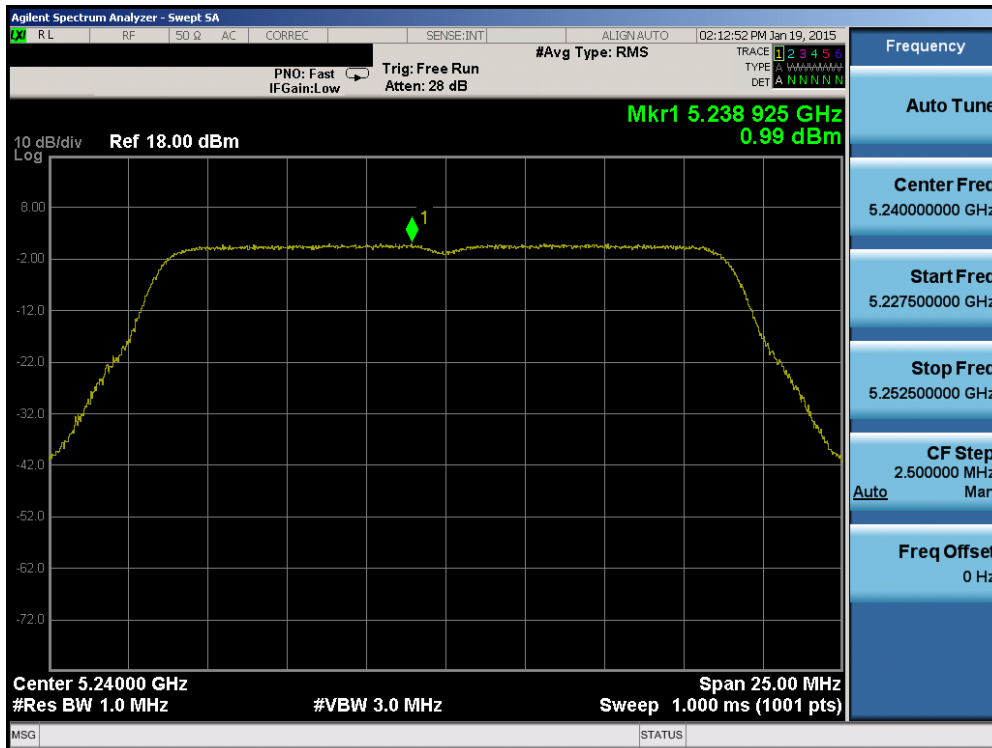 Agilent Spectrum Analyzer - Swept SA
LXI RL RF 50 Ω AC CORREC SENSE:INT ALIGN AUTO 02:12:52 PM Jan 19, 2015
#Avg Type: RMS
TRACE 1 2 3 4 5 6
TYPE A WWWWW
DET A N N N N N
PNO: Fast
IFGain:Low
Trig: Free Run
Atten: 28 dB
Mkr1 5.238 925 GHz
0.99 dBm
10 dB/div Ref 18.00 dBm
Log
8.00
-2.00
-12.0
-22.0
-32.0
-42.0
-52.0
-62.0
-72.0
1
Center 5.24000 GHz Span 25.00 MHz
#Res BW 1.0 MHz #VBW 3.0 MHz Sweep 1.000 ms (1001 pts)
MSG STATUS
Frequency
Auto Tune
Center Freq
5.240000000 GHz
Start Freq
5.227500000 GHz
Stop Freq
5.252500000 GHz
CF Step
2.500000 MHz
Auto Man
Freq Offset
0 Hz